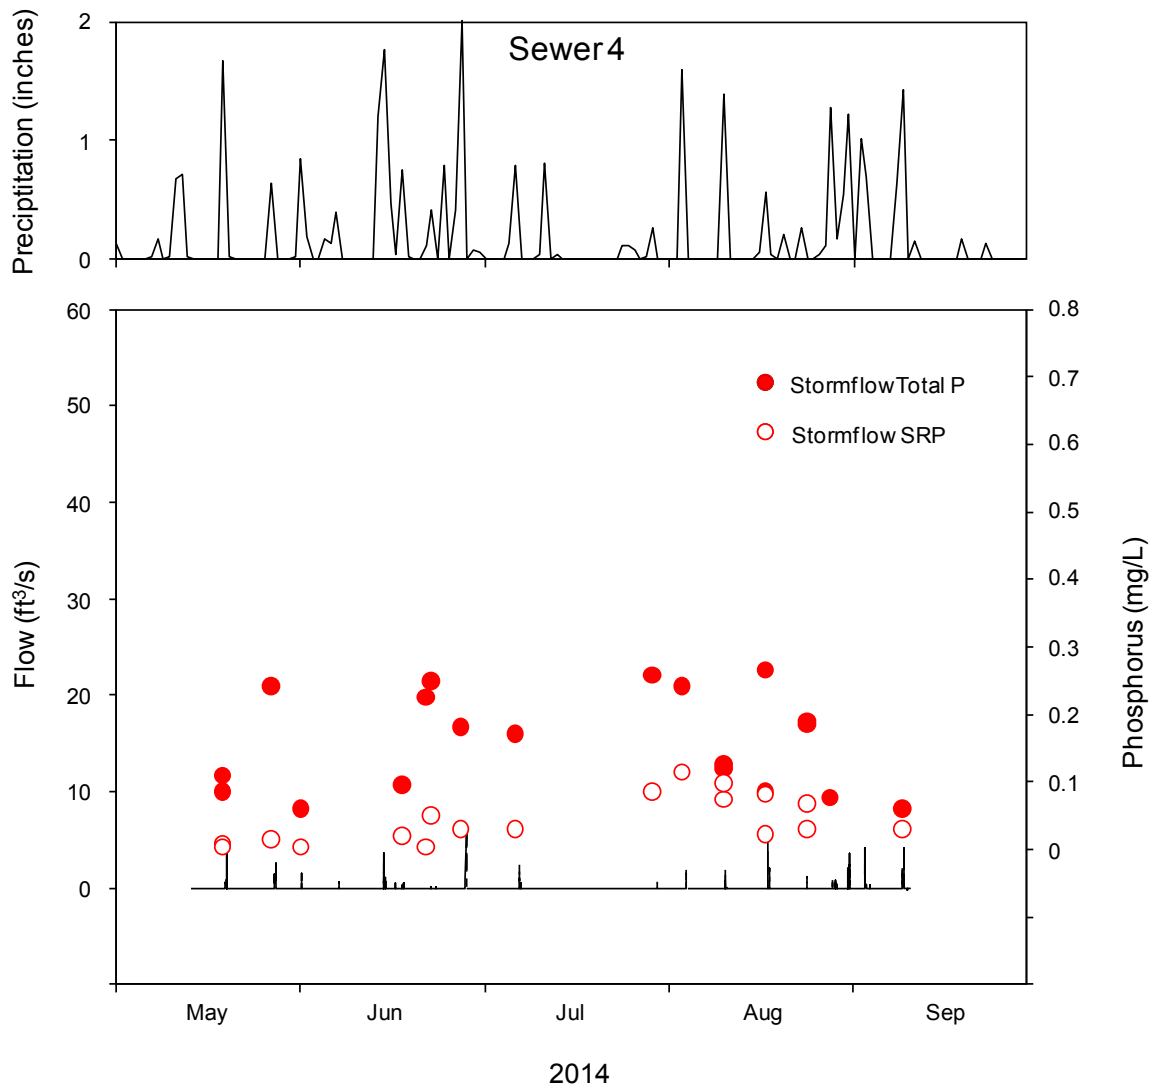 Sewer 4
Preciptitation (inches)
2
1
0
60
50
40
30
20
10
0
Flow (ft³/s)
0.8
0.7
0.6
0.5
0.4
0.3
0.2
0.1
0
Phosphorus (mg/L)
Stormflow Total P
Stormflow SRP
May
Jun
Jul
Aug
Sep
2014